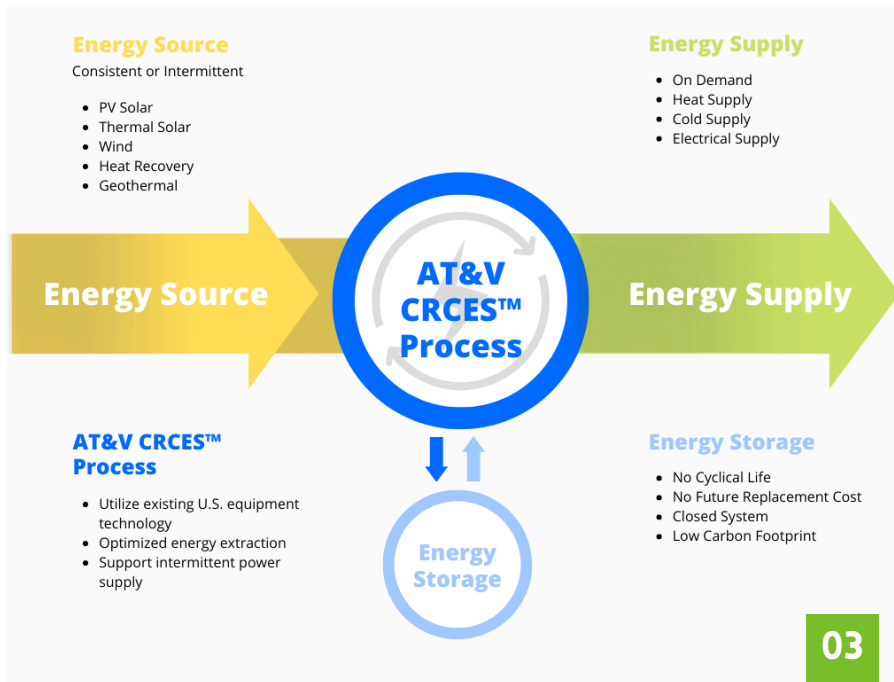 Energy Source
Consistent or Intermittent
• PV Solar
• Thermal Solar
• Wind
• Heat Recovery
• Geothermal
Energy Supply
• On Demand
• Heat Supply
• Cold Supply
• Electrical Supply
Energy Source
AT&V
CRCES™
Process
Energy Supply
AT&V CRCES™
Process
• Utilize existing U.S. equipment
technology
• Optimized energy extraction
• Support intermittent power
supply
Energy
Storage
Energy Storage
• No Cyclical Life
• No Future Replacement Cost
• Closed System
• Low Carbon Footprint
03